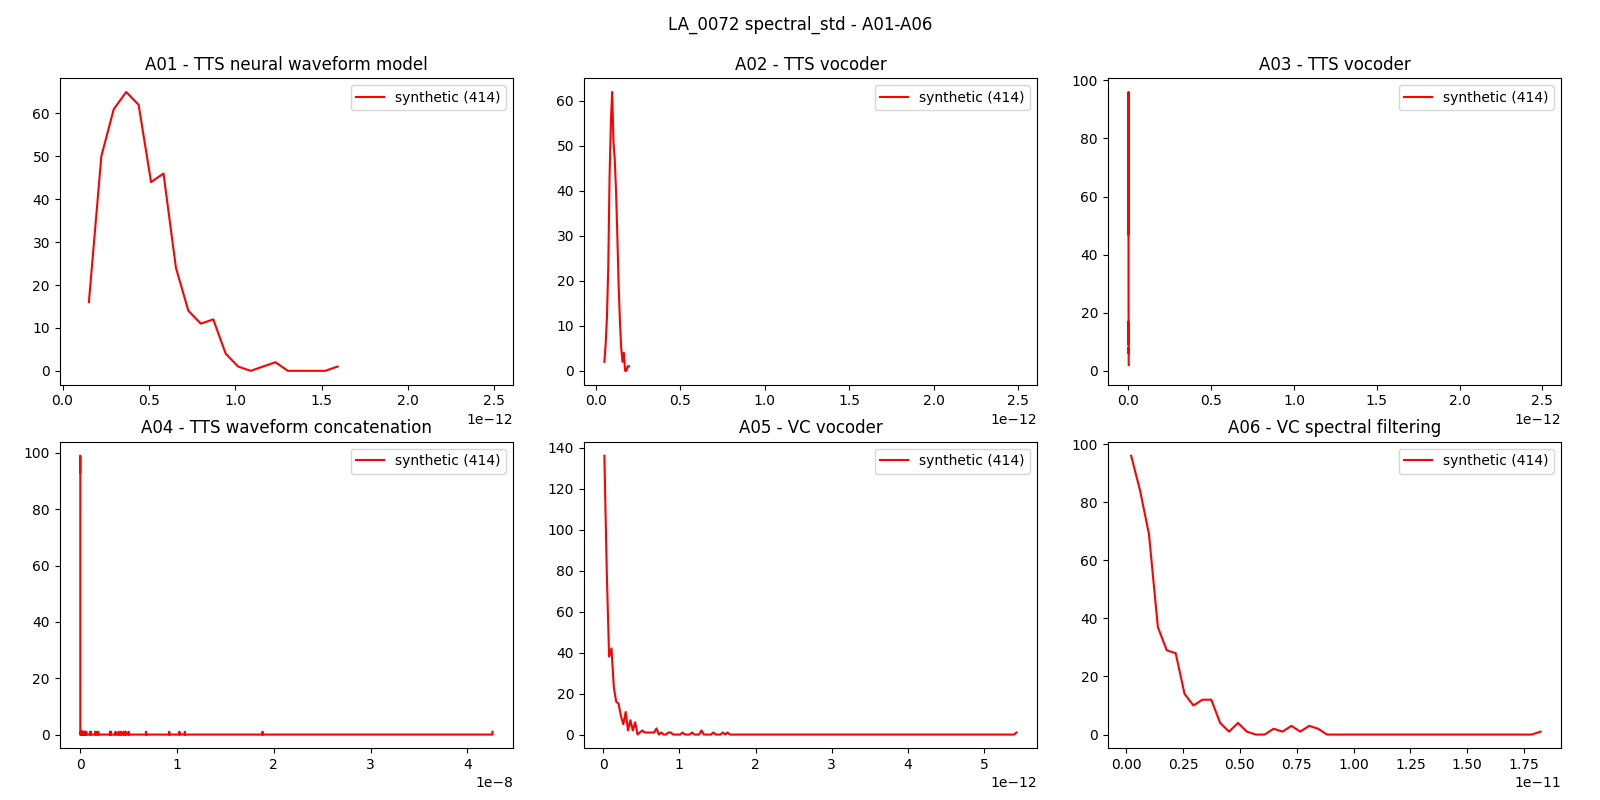 LA_0072 spectral_std - A01-A06
A01 - TTS neural waveform model
synthetic (414)
60
50
40
30
20
10
0
0.0 0.5 1.0 1.5 2.0 2.5
1e−12
A02 - TTS vocoder
synthetic (414)
60
50
40
30
20
10
0
0.0 0.5 1.0 1.5 2.0 2.5
1e−12
A03 - TTS vocoder
synthetic (414)
100
80
60
40
20
0
0.0 0.5 1.0 1.5 2.0 2.5
1e−12
A04 - TTS waveform concatenation
synthetic (414)
100
80
60
40
20
0
0 1 2 3 4
1e−8
A05 - VC vocoder
synthetic (414)
140
120
100
80
60
40
20
0
0 1 2 3 4 5
1e−12
A06 - VC spectral filtering
synthetic (414)
100
80
60
40
20
0
0.00 0.25 0.50 0.75 1.00 1.25 1.50 1.75
1e−11